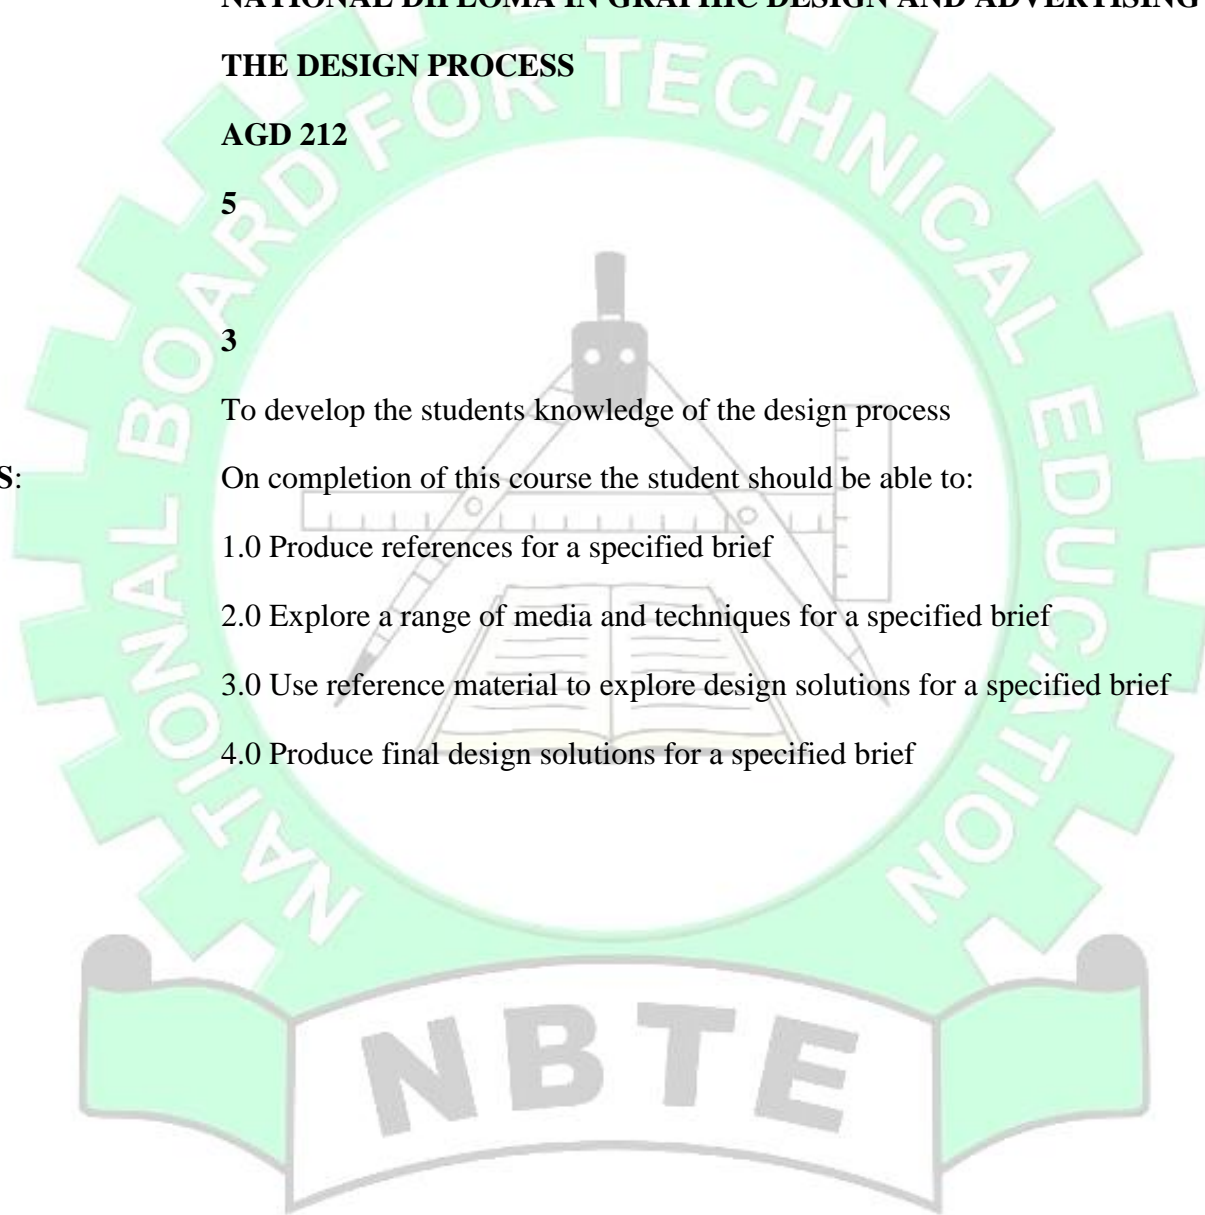 NATIONAL DIPLOMA IN GRAPHIC DESIGN AND ADVERTISING
THE DESIGN PROCESS
AGD 212
5
3
To develop the students knowledge of the design process
S: On completion of this course the student should be able to:
1.0 Produce references for a specified brief
2.0 Explore a range of media and techniques for a specified brief
3.0 Use reference material to explore design solutions for a specified brief
4.0 Produce final design solutions for a specified brief
NATIONAL BOARD FOR TECHNICAL EDUCATION
NBTE